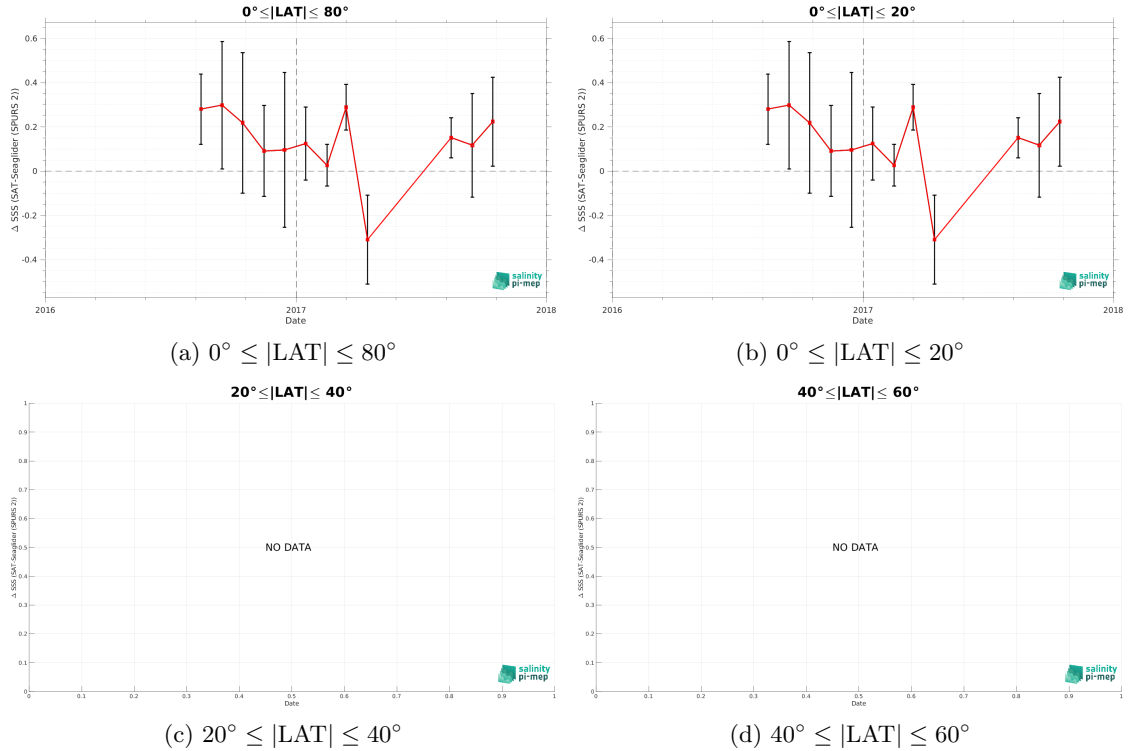 0°≤|LAT|≤ 80°
Δ SSS (SAT-Seaglider (SPURS 2))
0.6
0.4
0.2
0
-0.2
-0.4
2016
2017
2018
Date
salinity
pi-mep
(a) 0° ≤ |LAT| ≤ 80°
0°≤|LAT|≤ 20°
Δ SSS (SAT-Seaglider (SPURS 2))
0.6
0.4
0.2
0
-0.2
-0.4
2016
2017
2018
Date
salinity
pi-mep
(b) 0° ≤ |LAT| ≤ 20°
20°≤|LAT|≤ 40°
Δ SSS (SAT-Seaglider (SPURS 2))
1
0.9
0.8
0.7
0.6
0.5
0.4
0.3
0.2
0.1
0
NO DATA
0 0.1 0.2 0.3 0.4 0.5 0.6 0.7 0.8 0.9 1
Date
salinity
pi-mep
(c) 20° ≤ |LAT| ≤ 40°
40°≤|LAT|≤ 60°
Δ SSS (SAT-Seaglider (SPURS 2))
1
0.9
0.8
0.7
0.6
0.5
0.4
0.3
0.2
0.1
0
NO DATA
0 0.1 0.2 0.3 0.4 0.5 0.6 0.7 0.8 0.9 1
Date
salinity
pi-mep
(d) 40° ≤ |LAT| ≤ 60°